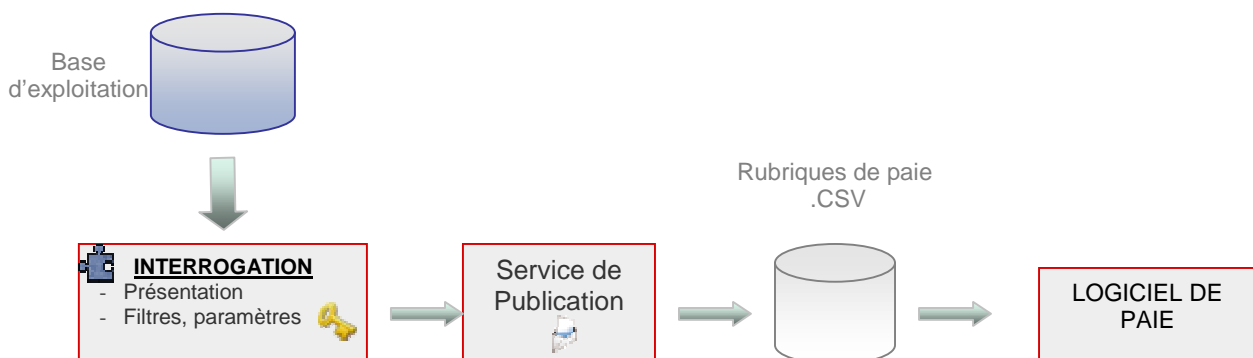 Base
d'exploitation
Rubriques de paie
.CSV
INTERROGATION
- Présentation
- Filtres, paramètres
Service de
Publication
LOGICIEL DE
PAIE